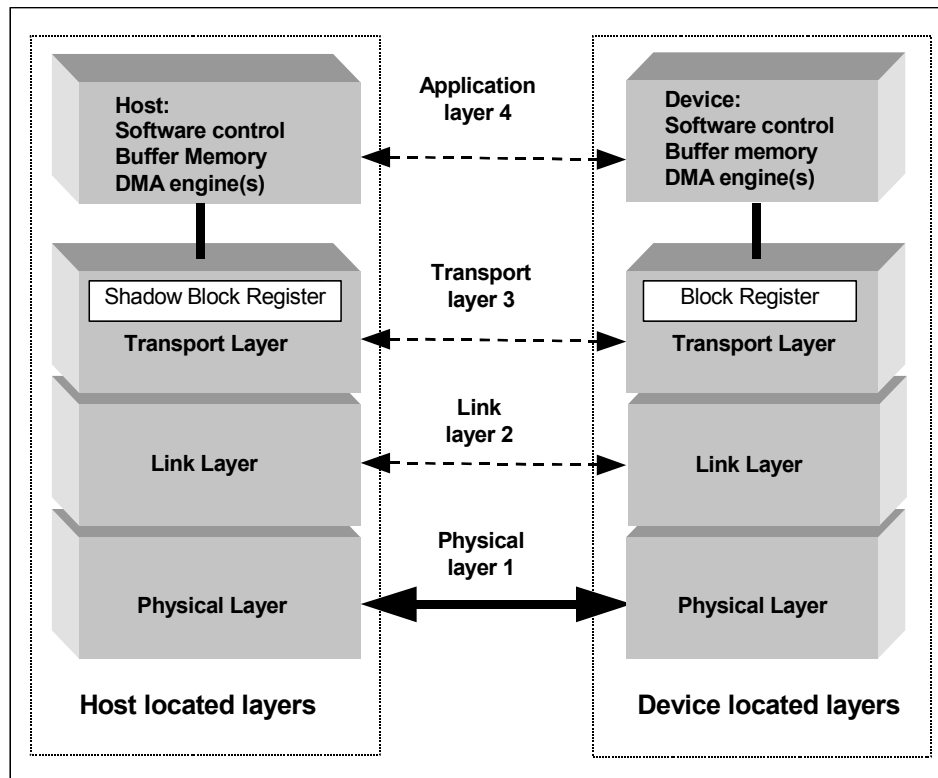 Host:
Software control
Buffer Memory
DMA engine(s)
Application
layer 4
Device:
Software control
Buffer memory
DMA engine(s)
Shadow Block Register
Transport Layer
Transport
layer 3
Block Register
Transport Layer
Link Layer
Link
layer 2
Link Layer
Physical Layer
Physical
layer 1
Physical Layer
Host located layers
Device located layers